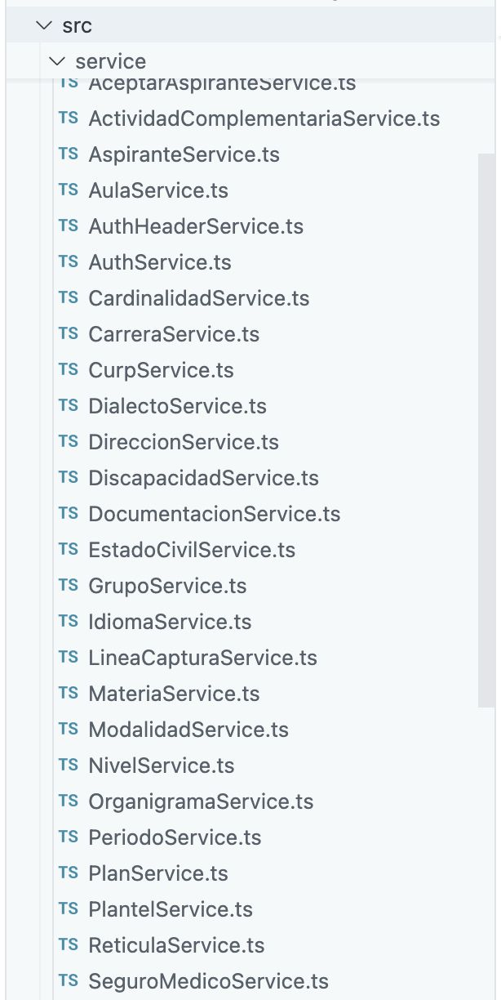 src
service
TS AceptarAspiranteService.ts
TS ActividadComplementariaService.ts
TS AspiranteService.ts
TS AulaService.ts
TS AuthHeaderService.ts
TS AuthService.ts
TS CardinalidadService.ts
TS CarreraService.ts
TS CurpService.ts
TS DialectoService.ts
TS DireccionService.ts
TS DiscapacidadService.ts
TS DocumentacionService.ts
TS EstadoCivilService.ts
TS GrupoService.ts
TS IdiomaService.ts
TS LineaCapturaService.ts
TS MateriaService.ts
TS ModalidadService.ts
TS NivelService.ts
TS OrganigramaService.ts
TS PeriodoService.ts
TS PlanService.ts
TS PlantelService.ts
TS ReticulaService.ts
TS SeguroMedicoService.ts